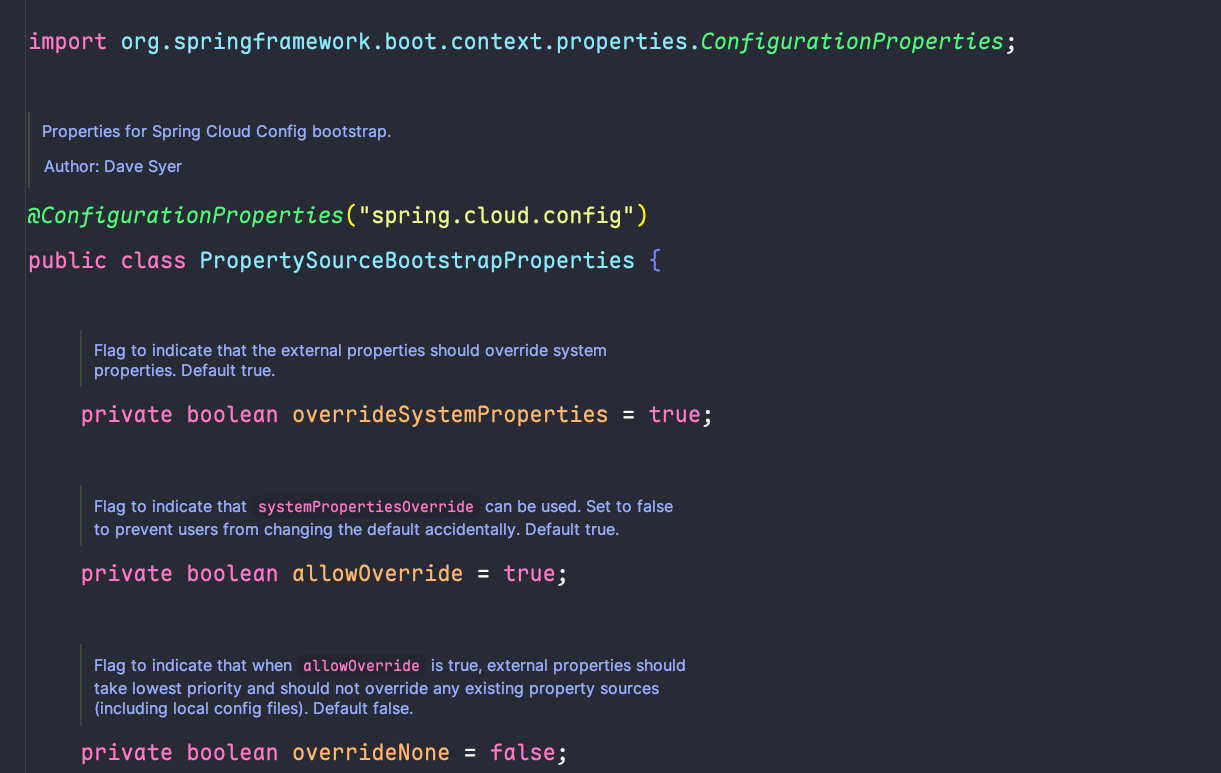 import org.springframework.boot.context.properties.ConfigurationProperties;
Properties for Spring Cloud Config bootstrap.
Author: Dave Syer
@ConfigurationProperties("spring.cloud.config")
public class PropertySourceBootstrapProperties {
Flag to indicate that the external properties should override system
properties. Default true.
private boolean overrideSystemProperties = true;
Flag to indicate that systemPropertiesOverride can be used. Set to false
to prevent users from changing the default accidentally. Default true.
private boolean allowOverride = true;
Flag to indicate that when allowOverride is true, external properties should
take lowest priority and should not override any existing property sources
(including local config files). Default false.
private boolean overrideNone = false;